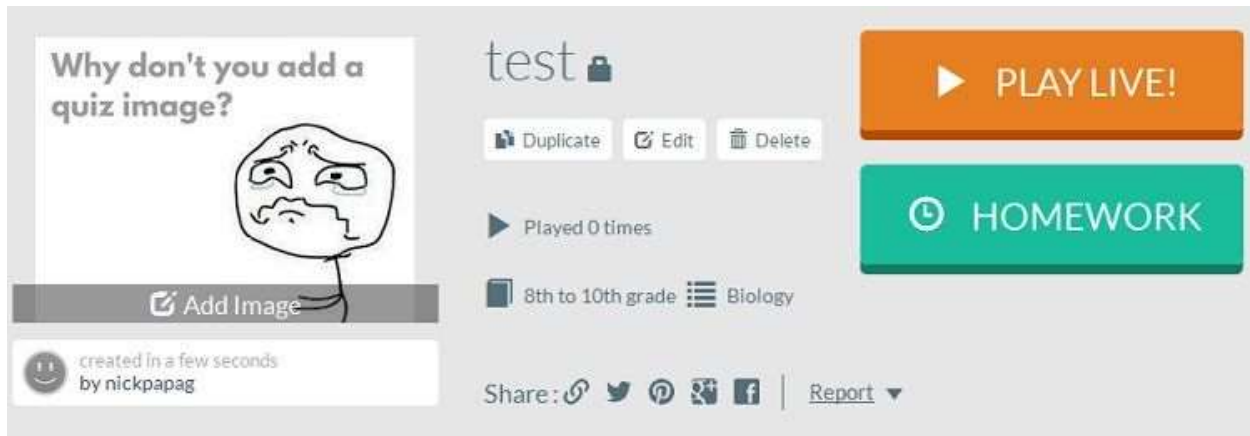 Why don't you add a
quiz image?
Add Image
created in a few seconds
by nickpapag
test
Duplicate Edit Delete
Played 0 times
8th to 10th grade Biology
Share: Report
PLAY LIVE!
HOMEWORK